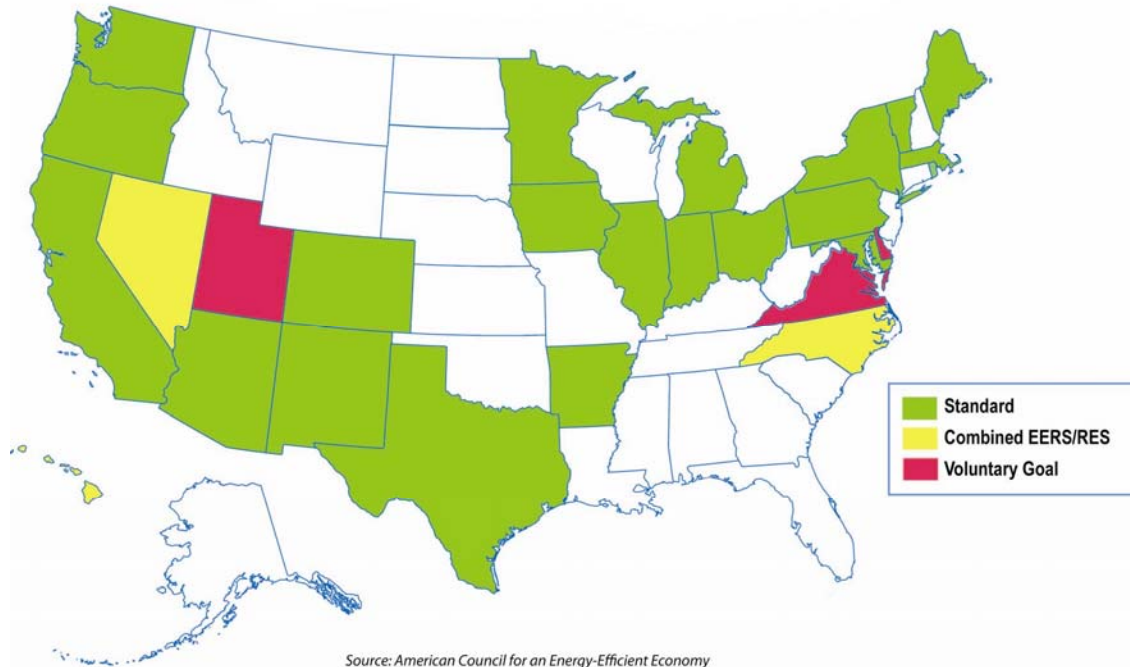 Standard
Combined EERS/RES
Voluntary Goal
Source: American Council for an Energy-Efficient Economy